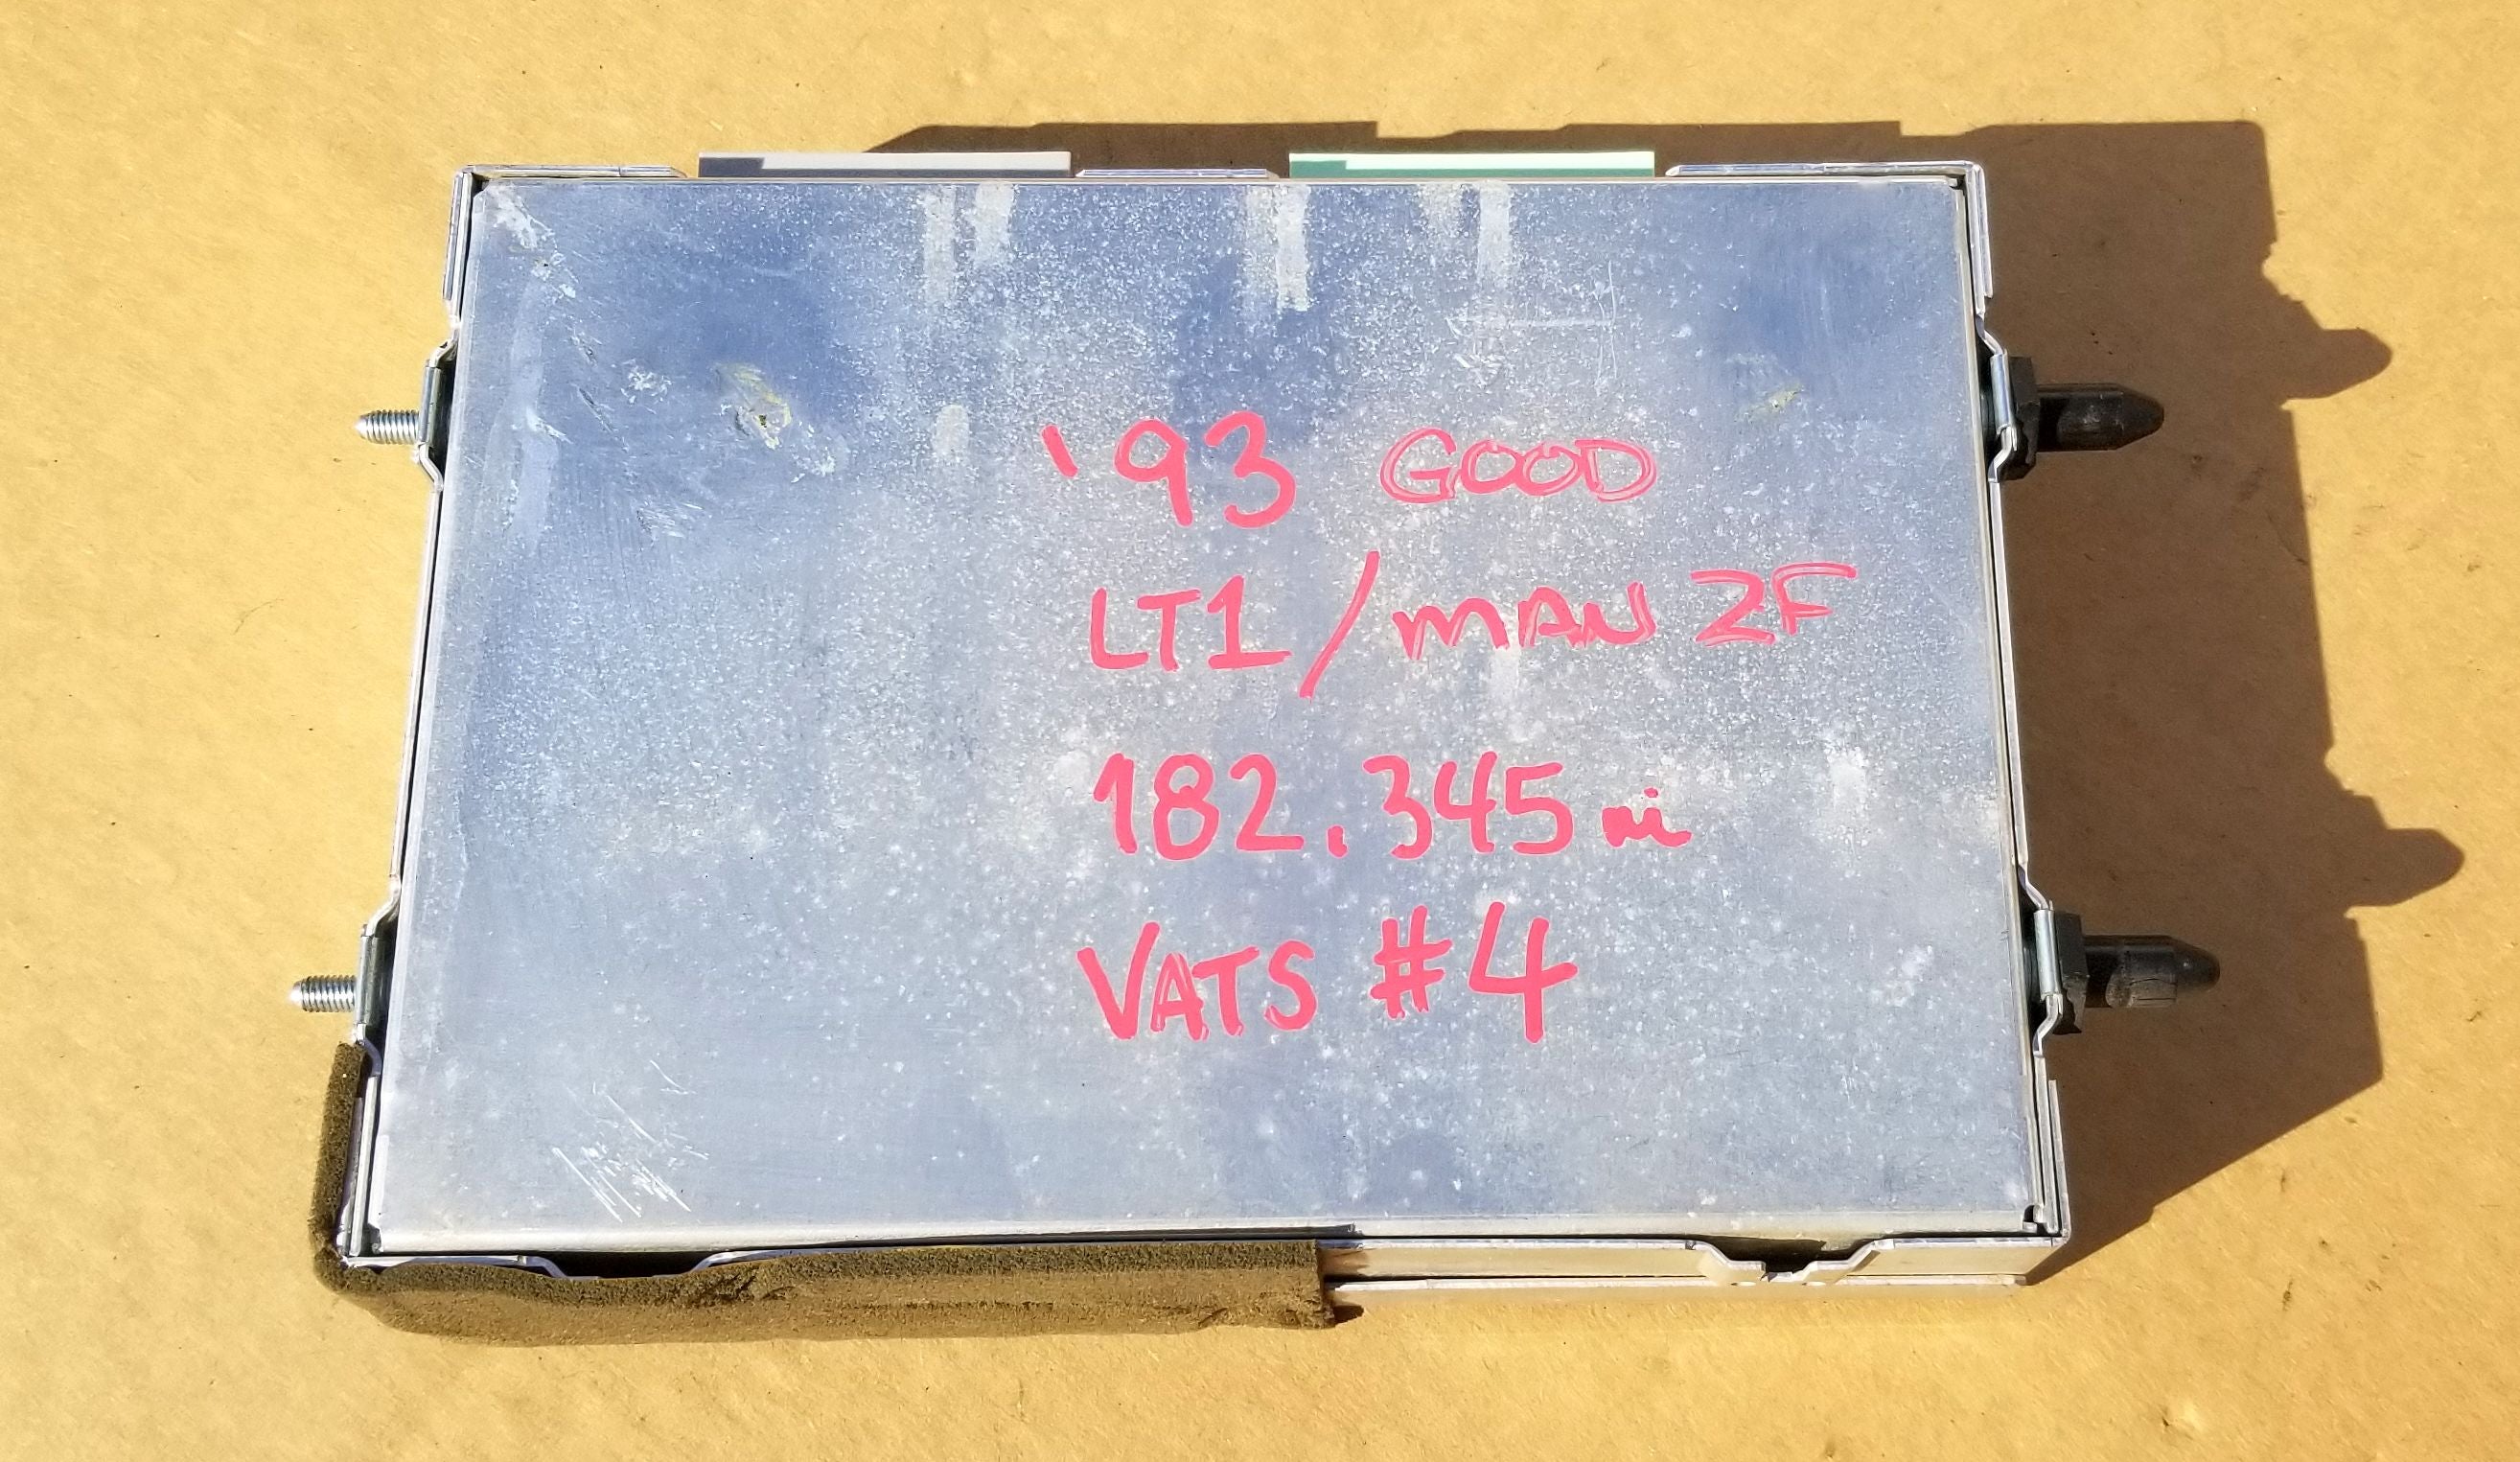 '93 GOOD
LT1/MAN ZF
182.345 mi
VATS #4